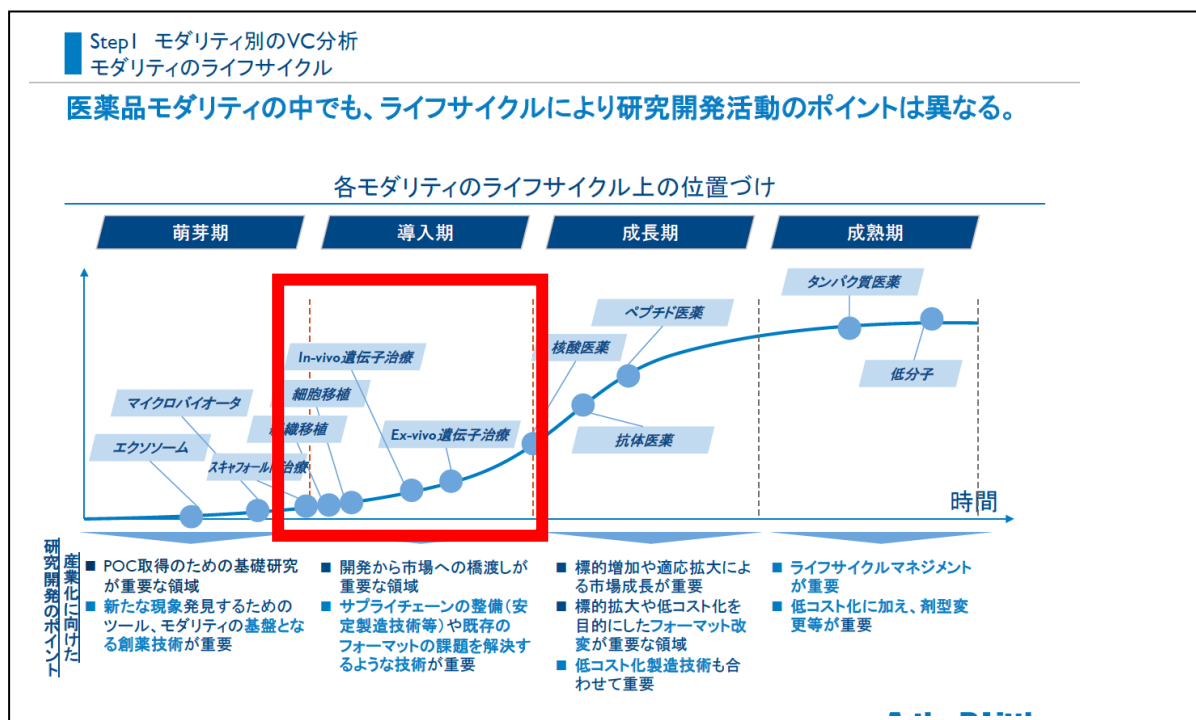 Step1 モダリティ別のVC分析
モダリティのライフサイクル
医薬品モダリティの中でも、ライフサイクルにより研究開発活動のポイントは異なる。
各モダリティのライフサイクル上の位置づけ
萌芽期
導入期
成長期
成熟期
タンパク質医薬
ペプチド医薬
核酸医薬
In-vivo遺伝子治療
低分子
細胞移植
マイクロバイオータ
織移植
Ex-vivo遺伝子治療
抗体医薬
エクソソーム
スキャフォール 治療
時間
産業化に向けた
研究開発のポイント
■ POC取得のための基礎研究
が重要な領域
■ 新たな現象発見するための
ツール、モダリティの基盤とな
る創薬技術が重要
■ 開発から市場への橋渡しが
重要な領域
■ サプライチェーンの整備(安
定製造技術等)や既存の
フォーマットの課題を解決す
るような技術が重要
■ 標的増加や適応拡大によ
る市場成長が重要
■ 標的拡大や低コスト化を
目的にしたフォーマット改
変が重要な領域
■ 低コスト化製造技術も合
わせて重要
■ ライフサイクルマネジメント
が重要
■ 低コスト化に加え、剤型変
更等が重要